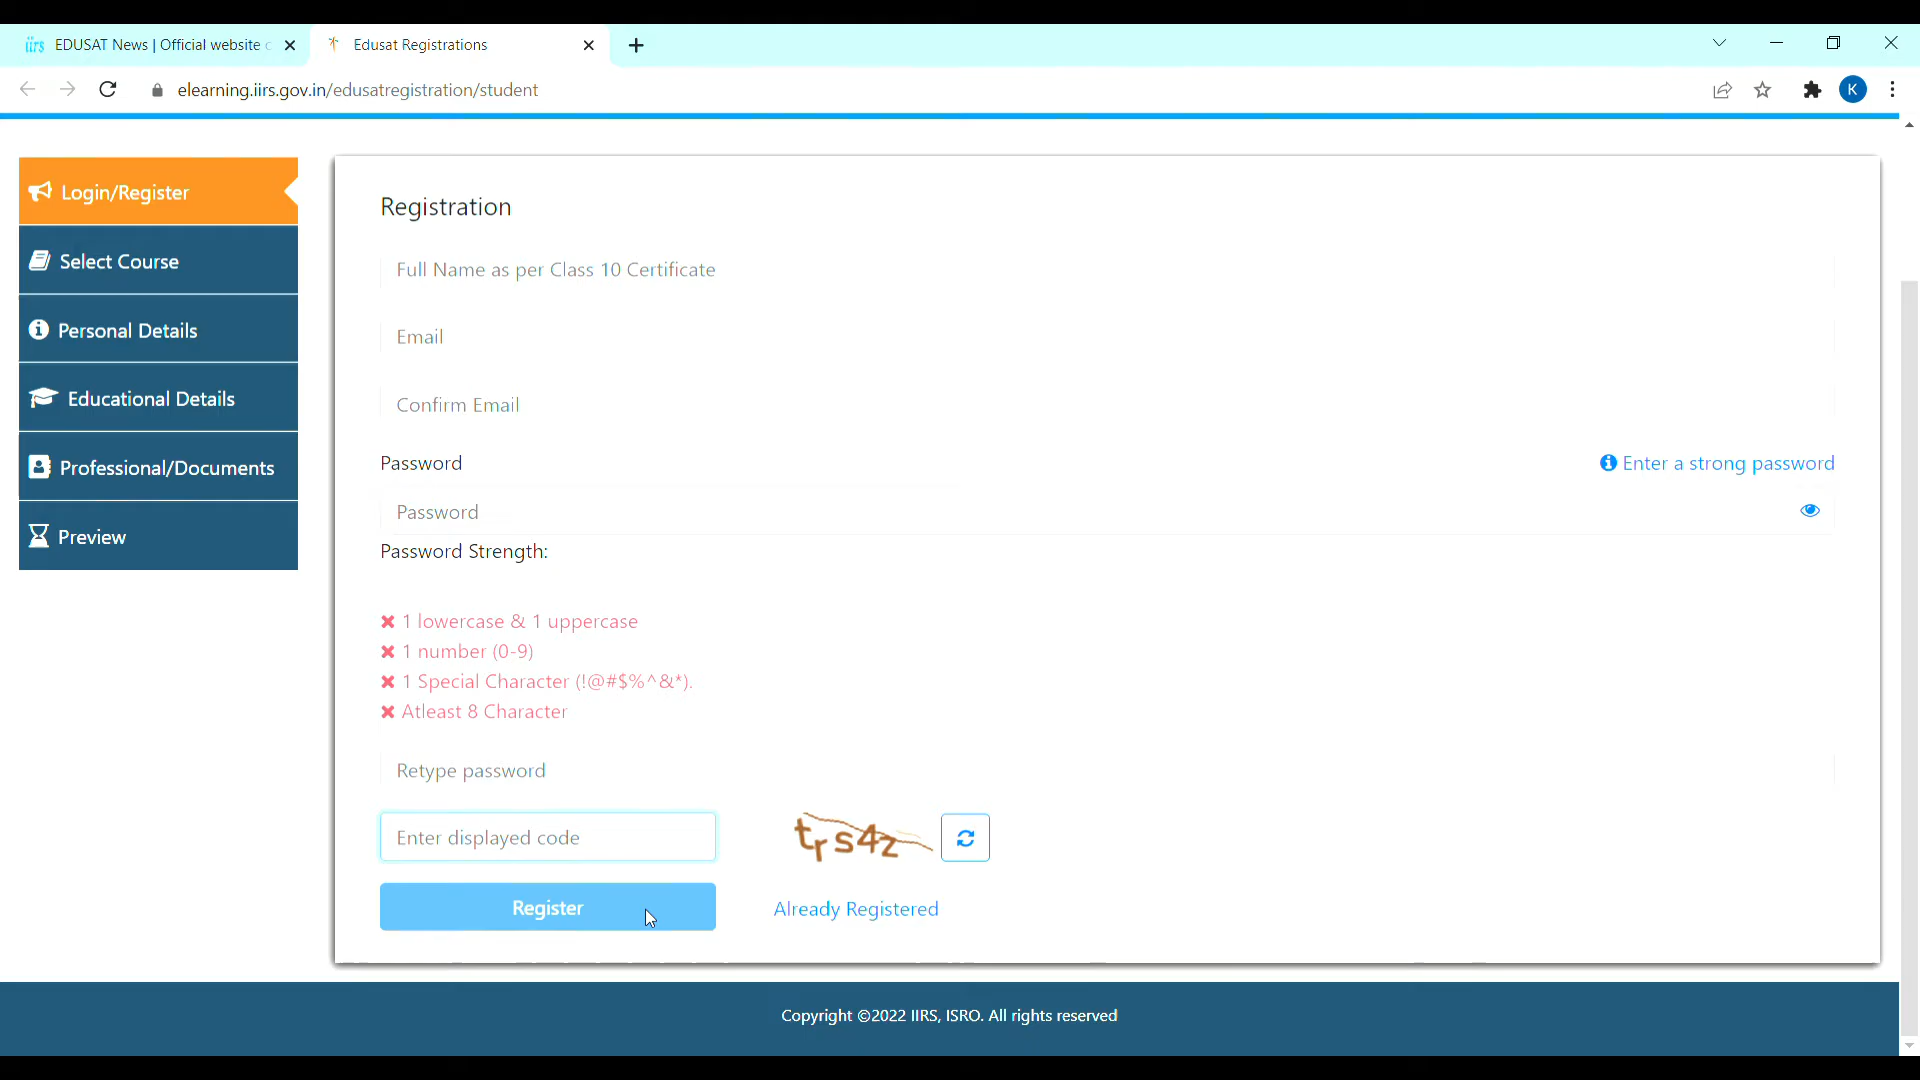 iirs EDUSAT News | Official website
Edusat Registrations
elearning.iirs.gov.in/edusatregistration/student
K
Login/Register
Select Course
Personal Details
Educational Details
Professional/Documents
Preview
Registration
Full Name as per Class 10 Certificate
Email
Confirm Email
Password
Enter a strong password
Password
Password Strength:
1 lowercase & 1 uppercase
1 number (0-9)
1 Special Character (!@#$%^&*).
Atleast 8 Character
Retype password
Enter displayed code
trs4z
Register
Already Registered
Copyright ©2022 IIRS, ISRO. All rights reserved